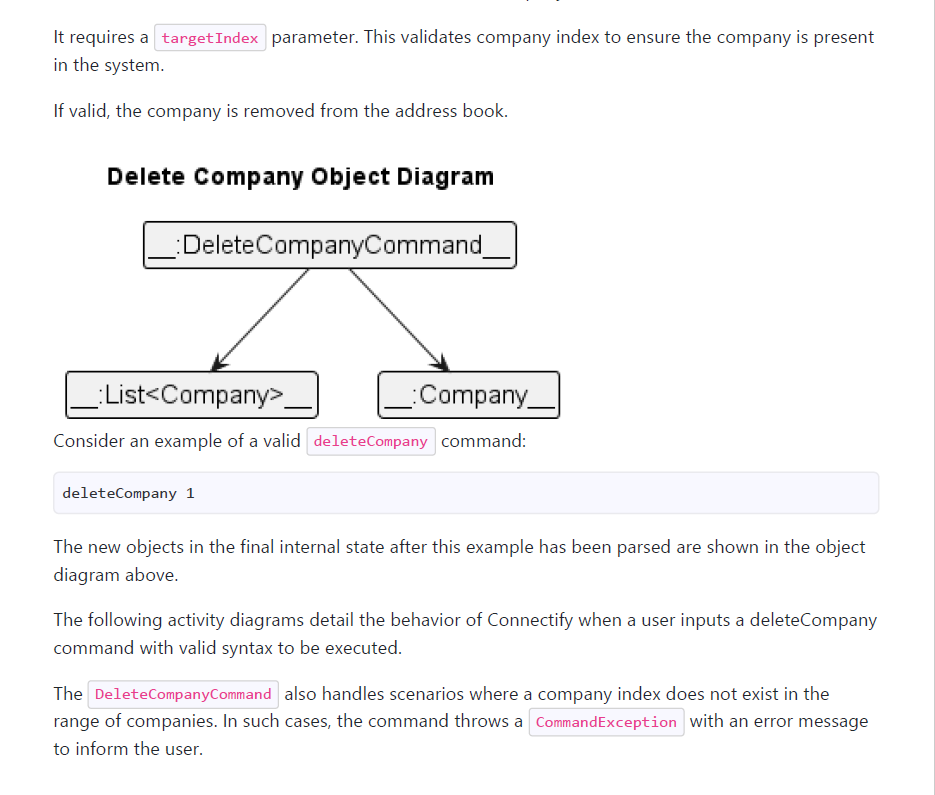 It requires a targetIndex parameter. This validates company index to ensure the company is present
in the system.
If valid, the company is removed from the address book.
Delete Company Object Diagram
__:DeleteCompanyCommand__
__:List<Company>__
__:Company__
Consider an example of a valid deleteCompany command:
deleteCompany 1
The new objects in the final internal state after this example has been parsed are shown in the object
diagram above.
The following activity diagrams detail the behavior of Connectify when a user inputs a deleteCompany
command with valid syntax to be executed.
The DeleteCompanyCommand also handles scenarios where a company index does not exist in the
range of companies. In such cases, the command throws a CommandException with an error message
to inform the user.